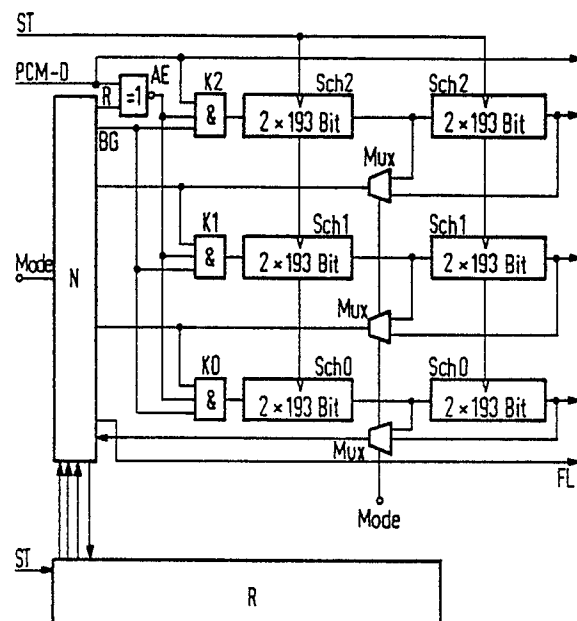 ST
PCM-D
R
=1
AE
K2
&
Sch2
2×193 Bit
Sch2
2×193 Bit
BG
Mux
K1
&
Sch1
2×193 Bit
Sch1
2×193 Bit
Mode
N
Mux
K0
&
Sch0
2×193 Bit
Sch0
2×193 Bit
Mux
FL
Mode
ST
R